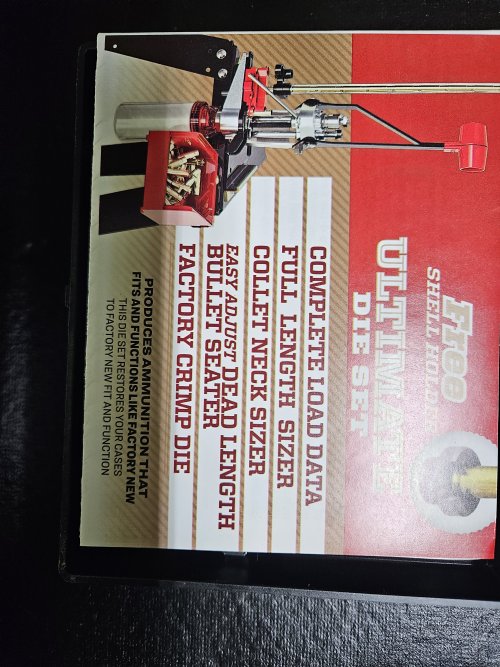 Free
SHELL HOLDER
ULTIMATE
DIE SET
COMPLETE LOAD DATA
FULL LENGTH SIZER
COLLET NECK SIZER
EASY ADJUST DEAD LENGTH
BULLET SEATER
FACTORY CRIMP DIE
PRODUCES AMMUNITION THAT
FITS AND FUNCTIONS LIKE FACTORY NEW
THIS DIE SET RESTORES YOUR CASES
TO FACTORY NEW FIT AND FUNCTION